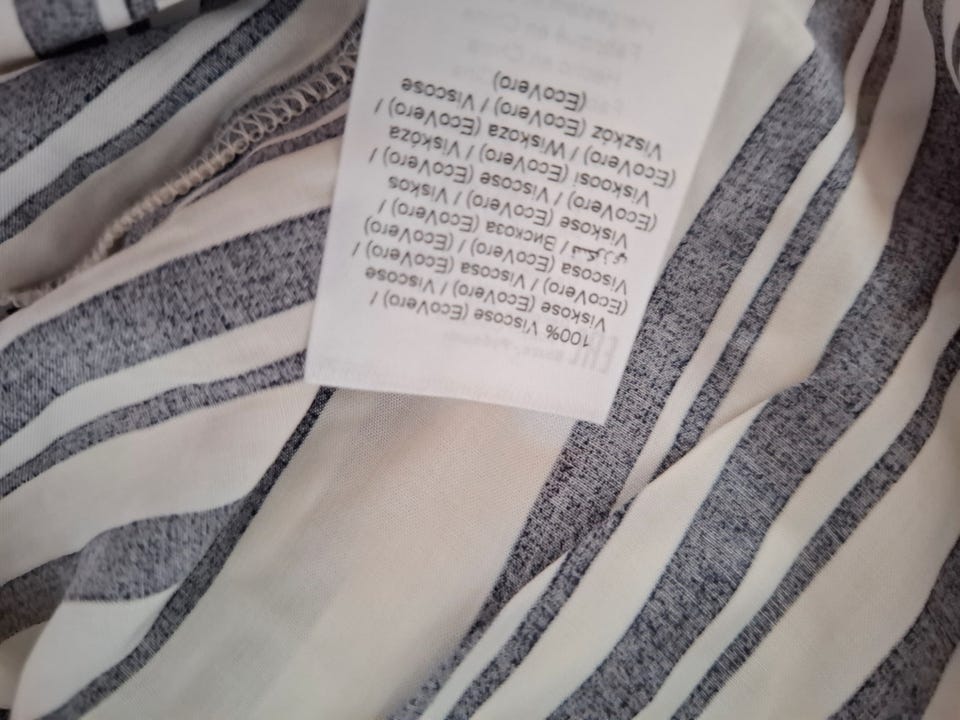 100% Viscose (EcoVero) /
Viskose (EcoVero) / Viscose
(EcoVero) / Viscosa (EcoVero) /
Viscosa (EcoVero) / (EcoVero)
/ Вискоза (EcoVero) /
Viskose (EcoVero) / Viskos
(EcoVero) / Viscose (EcoVero) /
Viskoosi (EcoVero) / Viskóza
(EcoVero) / Wiskoza (EcoVero) /
Viszkóz (EcoVero) / Viscose
(EcoVero)